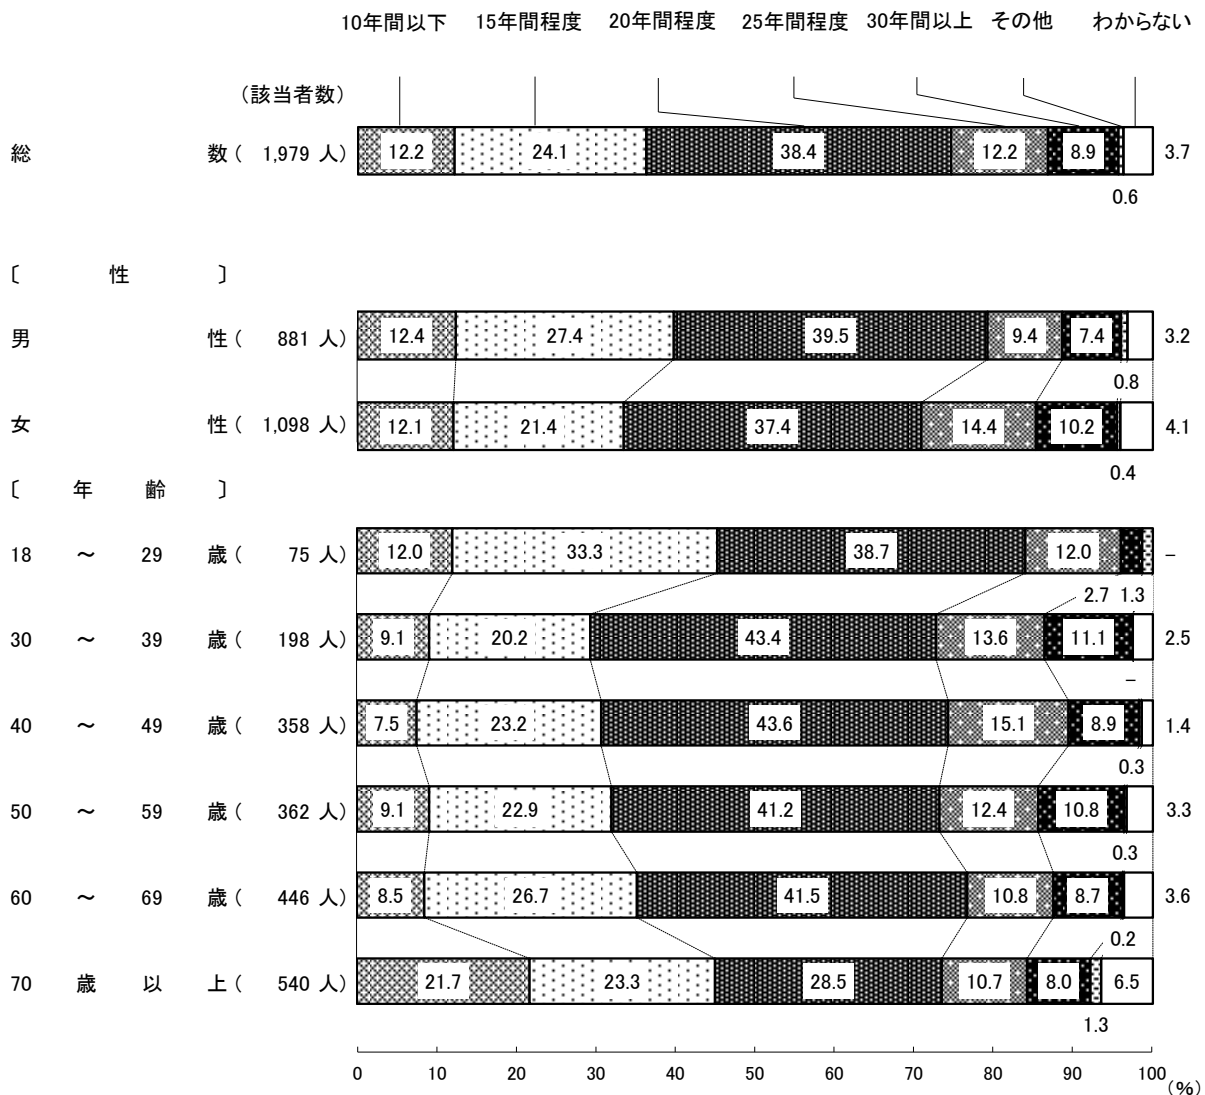 10年間以下 15年間程度 20年間程度 25年間程度 30年間以上 その他 わからない
(該当者数)
総 数( 1,979 人) 12.2 24.1 38.4 12.2 8.9 3.7
0.6
〔 性 〕
男 性( 881 人) 12.4 27.4 39.5 9.4 7.4 3.2
0.8
女 性( 1,098 人) 12.1 21.4 37.4 14.4 10.2 4.1
0.4
〔 年 齢 〕
18 ～ 29 歳( 75 人) 12.0 33.3 38.7 12.0 －
2.7 1.3
30 ～ 39 歳( 198 人) 9.1 20.2 43.4 13.6 11.1 2.5
－
40 ～ 49 歳( 358 人) 7.5 23.2 43.6 15.1 8.9 1.4
0.3
50 ～ 59 歳( 362 人) 9.1 22.9 41.2 12.4 10.8 3.3
0.3
60 ～ 69 歳( 446 人) 8.5 26.7 41.5 10.8 8.7 3.6
0.2
70 歳 以 上( 540 人) 21.7 23.3 28.5 10.7 8.0 6.5
1.3
0 10 20 30 40 50 60 70 80 90 100
(%)